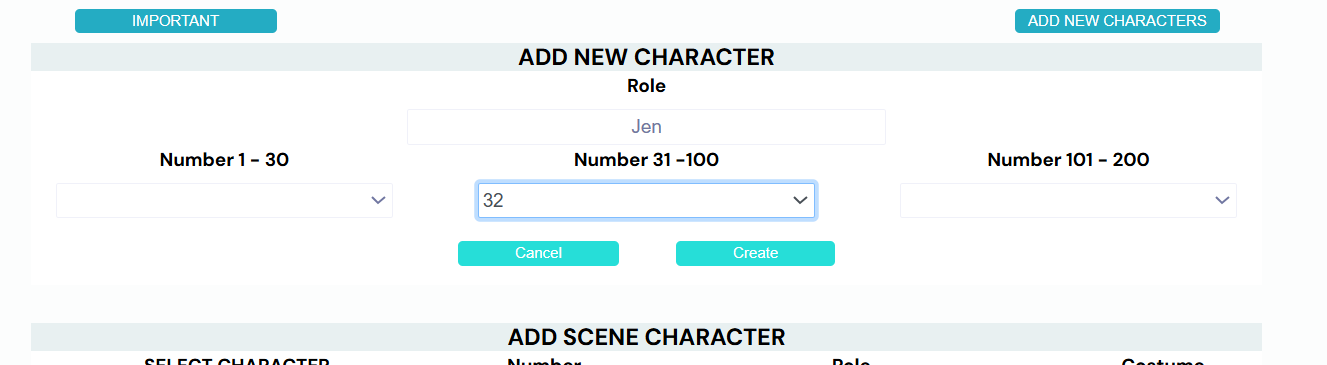 IMPORTANT
ADD NEW CHARACTERS
ADD NEW CHARACTER
Role
Jen
Number 1 - 30
Number 31 -100
Number 101 - 200
32
Cancel
Create
ADD SCENE CHARACTER
SELECT CHARACTER
Number
Role
Costume